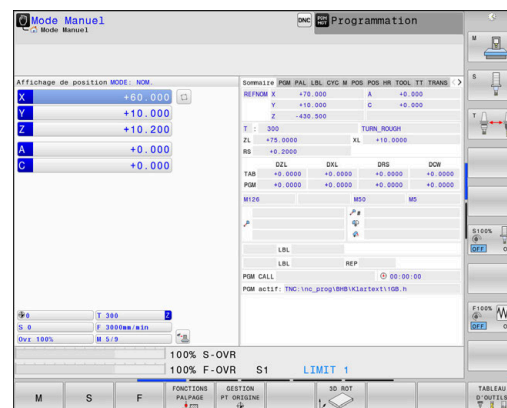 Mode Manuel
Mode Manuel
DNC
Programmation
Affichage de position MODE: NOM.
X +60.000
Y +10.000
Z +10.200
A +0.000
C +0.000
0 T 300 Z
S 0 F 3000mm/min
Ovr 100% M 5/9
Sommaire PGM PAL LBL CYC M POS POS HR TOOL TT TRANS
REFNOM X +70.000 A +0.000
Y +10.000 C +0.000
Z -430.500
T : 300 TURN_ROUGH
ZL +75.0000 XL +10.0000
RS +0.2000
DZL DXL DRS DCW
TAB +0.0000 +0.0000 +0.0000 +0.0000
PGM +0.0000 +0.0000 +0.0000 +0.0000
M126 M50 M5
P #
P
LBL
LBL REP
PGM CALL 00:00:00
PGM actif: TNC:\nc_prog\BHB\Klartext\1GB.h
100% S-OVR
100% F-OVR S1 LIMIT 1
M
S
F
FONCTIONS
PALPAGE
GESTION
PT ORIGINE
3D ROT
TABLEAU
D'OUTILS
M
S
T
S100%
OFF
F100%
OFF